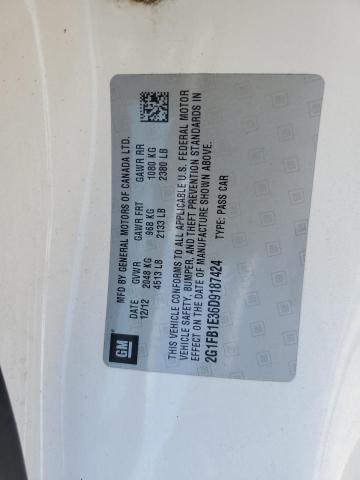 MFD BY GENERAL MOTORS OF CANADA LTD.
DATE GVWR GAWR FRT GAWR RR
12/12 2048 KG 968 KG 1080 KG
4513 LB 2133 LB 2380 LB
GM
THIS VEHICLE CONFORMS TO ALL APPLICABLE U.S. FEDERAL MOTOR
VEHICLE SAFETY, BUMPER, AND THEFT PREVENTION STANDARDS IN
EFFECT ON THE DATE OF MANUFACTURE SHOWN ABOVE.
2G1FB1E36D9187424 TYPE: PASS CAR